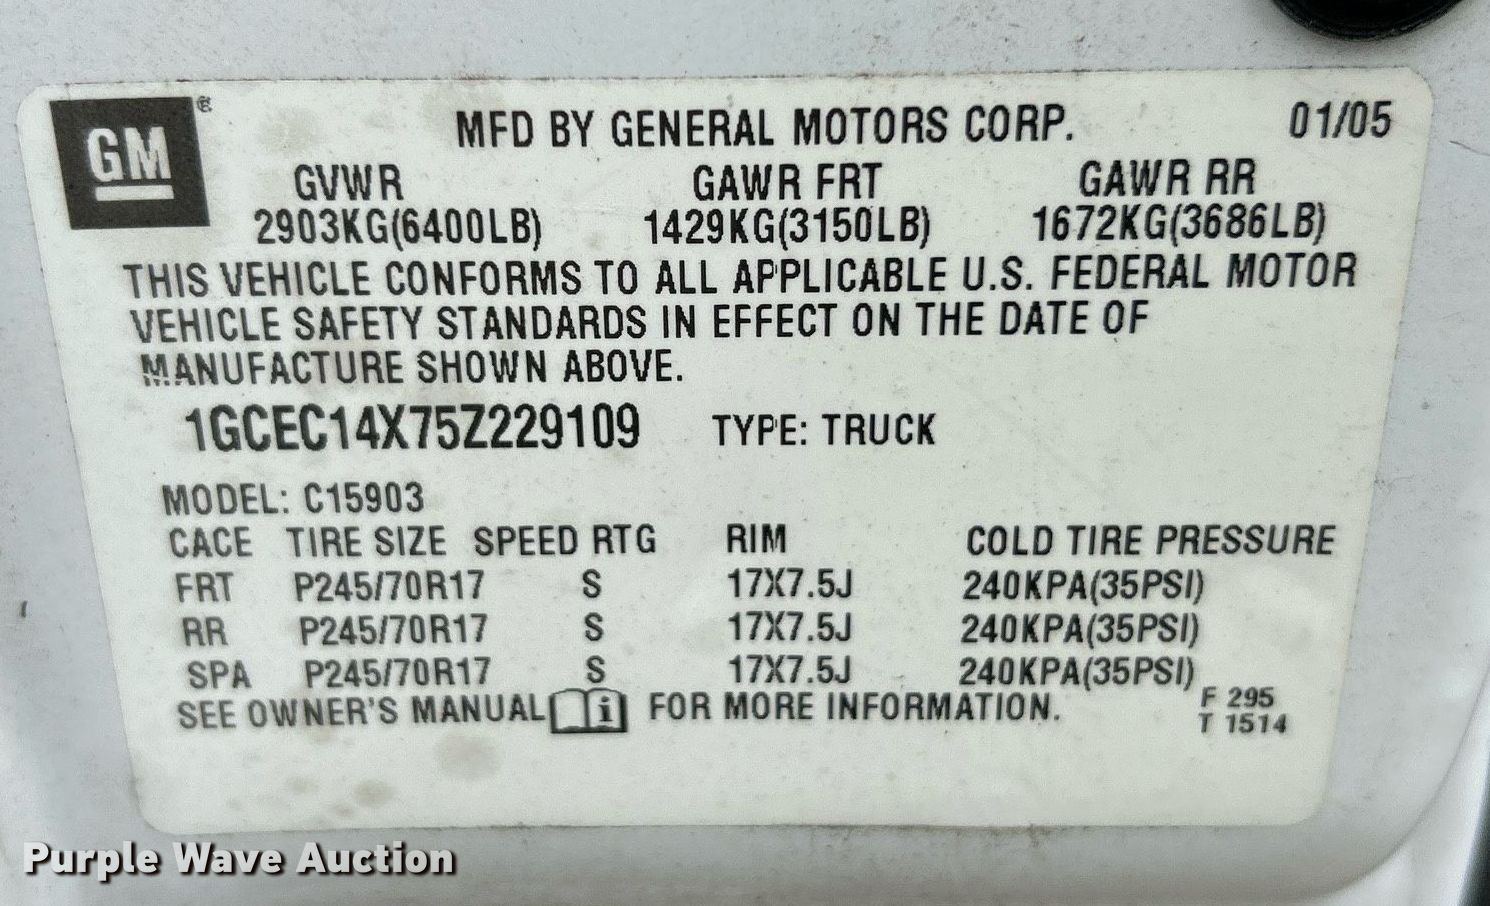 GM®
MFD BY GENERAL MOTORS CORP. 01/05
GVWR GAWR FRT GAWR RR
2903KG(6400LB) 1429KG(3150LB) 1672KG(3686LB)
THIS VEHICLE CONFORMS TO ALL APPLICABLE U.S. FEDERAL MOTOR
VEHICLE SAFETY STANDARDS IN EFFECT ON THE DATE OF
MANUFACTURE SHOWN ABOVE.
1GCEC14X75Z229109 TYPE: TRUCK
MODEL: C15903
CACE TIRE SIZE SPEED RTG RIM COLD TIRE PRESSURE
FRT P245/70R17 S 17X7.5J 240KPA(35PSI)
RR P245/70R17 S 17X7.5J 240KPA(35PSI)
SPA P245/70R17 S 17X7.5J 240KPA(35PSI)
SEE OWNER'S MANUAL i FOR MORE INFORMATION.
F 295
T 1514
Purple Wave Auction